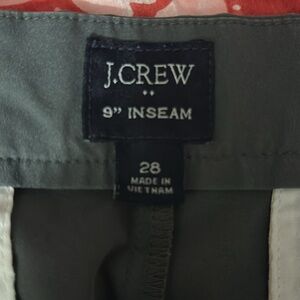 J.CREW
••
9" INSEAM
28
MADE IN
VIETNAM